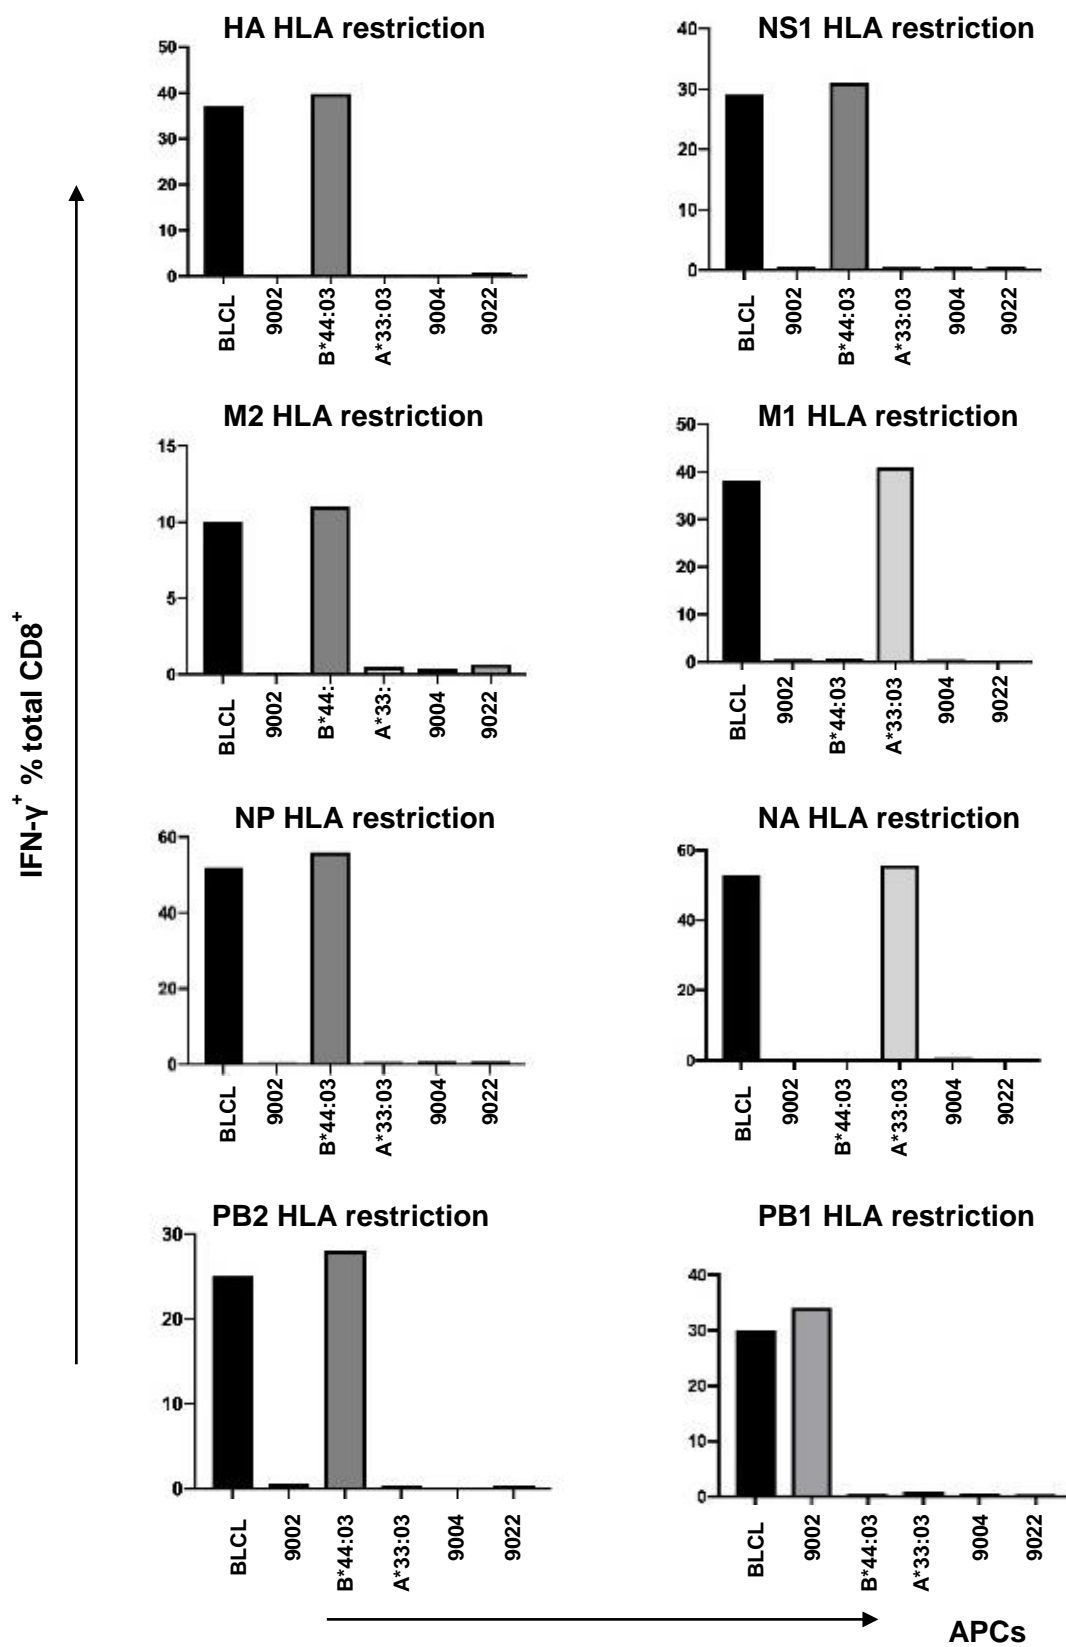 HA HLA restriction
50
40
30
20
10
0
BLCL
9002
B*44:03
A*33:03
9004
9022
NS1 HLA restriction
40
30
20
10
0
BLCL
9002
B*44:03
A*33:03
9004
9022
M2 HLA restriction
15
10
5
0
BLCL
9002
B*44:
A*33:
9004
9022
M1 HLA restriction
50
40
30
20
10
0
BLCL
9002
B*44:03
A*33:03
9004
9022
IFN-γ⁺ % total CD8⁺
NP HLA restriction
60
40
20
0
BLCL
9002
B*44:03
A*33:03
9004
9022
NA HLA restriction
60
40
20
0
BLCL
9002
B*44:03
A*33:03
9004
9022
PB2 HLA restriction
30
20
10
0
BLCL
9002
B*44:03
A*33:03
9004
9022
PB1 HLA restriction
40
30
20
10
0
BLCL
9002
B*44:03
A*33:03
9004
9022
APCs